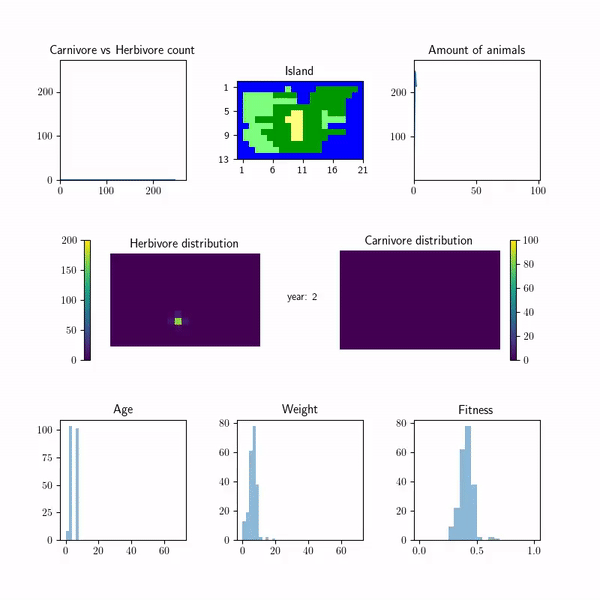 Carnivore vs Herbivore count
Island
Amount of animals
200
100
0
0 200
1
5
9
13
1 6 11 16 21
200
100
0 50 100
Herbivore distribution
Carnivore distribution
200
150
100
50
0
year: 2
100
80
60
40
20
0
Age
Weight
Fitness
100
75
50
25
0
0 20 40 60
80
60
40
20
0
0 20 40 60
80
60
40
20
0
0.0 0.5 1.0